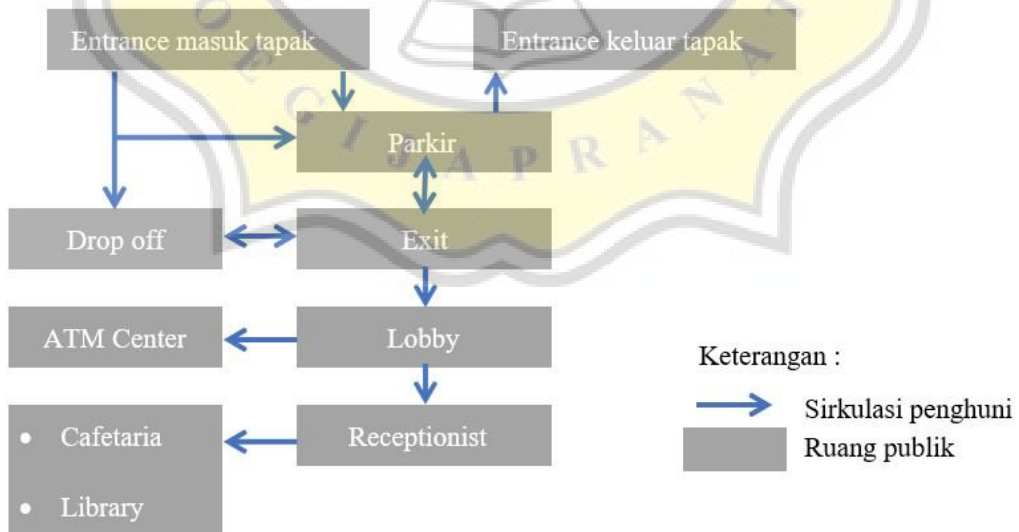 Entrance masuk tapak
Entrance keluar tapak
Parkir
Drop off
Exit
ATM Center
Lobby
• Cafetaria
Receptionist
• Library
Keterangan :
Sirkulasi penghuni
Ruang publik
OEGIJAPRANAT